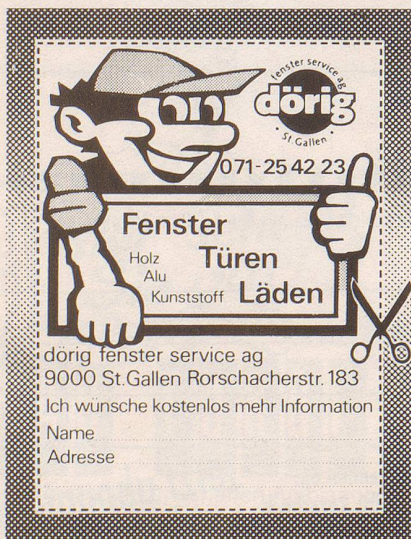 fenster service ag
dörig
• St. Gallen •
071-25 42 23
Fenster
Holz Türen
Alu
Kunststoff Läden
dörig fenster service ag
9000 St. Gallen Rorschacherstr. 183
Ich wünsche kostenlos mehr Information
Name
Adresse